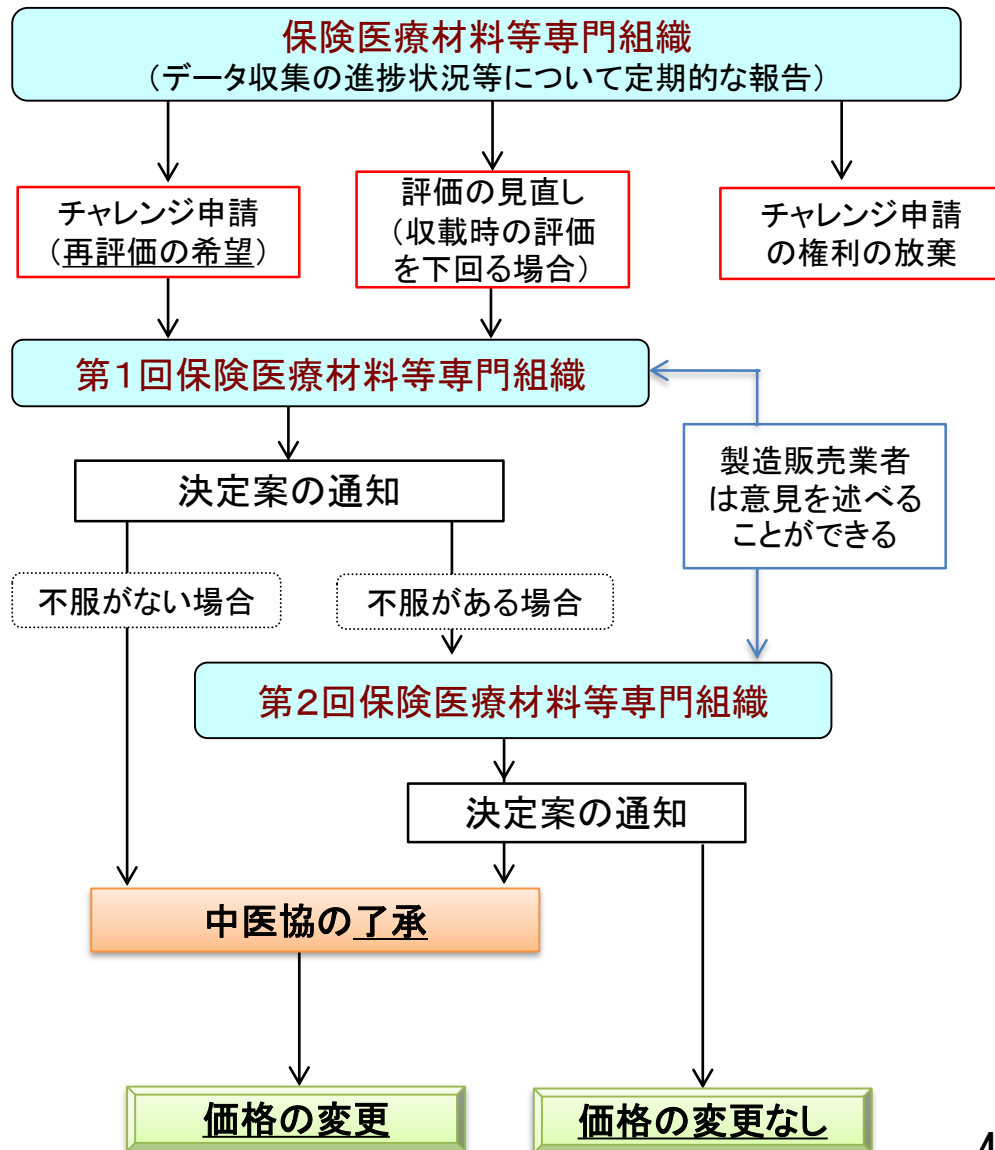 保険医療材料等専門組織
（データ収集の進捗状況等について定期的な報告）
チャレンジ申請
（再評価の希望）
評価の見直し
（収載時の評価
を下回る場合）
チャレンジ申請
の権利の放棄
第１回保険医療材料等専門組織
決定案の通知
製造販売業者
は意見を述べる
ことができる
不服がない場合
不服がある場合
第２回保険医療材料等専門組織
決定案の通知
中医協の了承
価格の変更
価格の変更なし
4